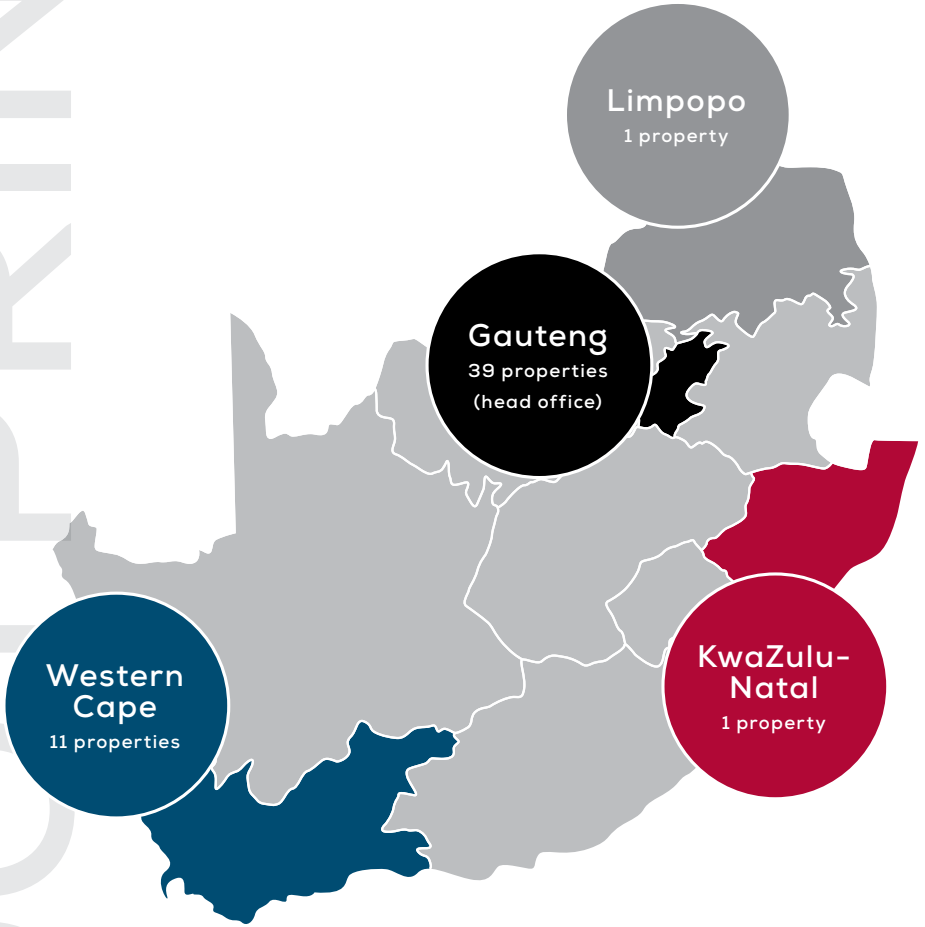 Limpopo
1 property
Gauteng
39 properties
(head office)
Western
Cape
11 properties
KwaZulu-
Natal
1 property